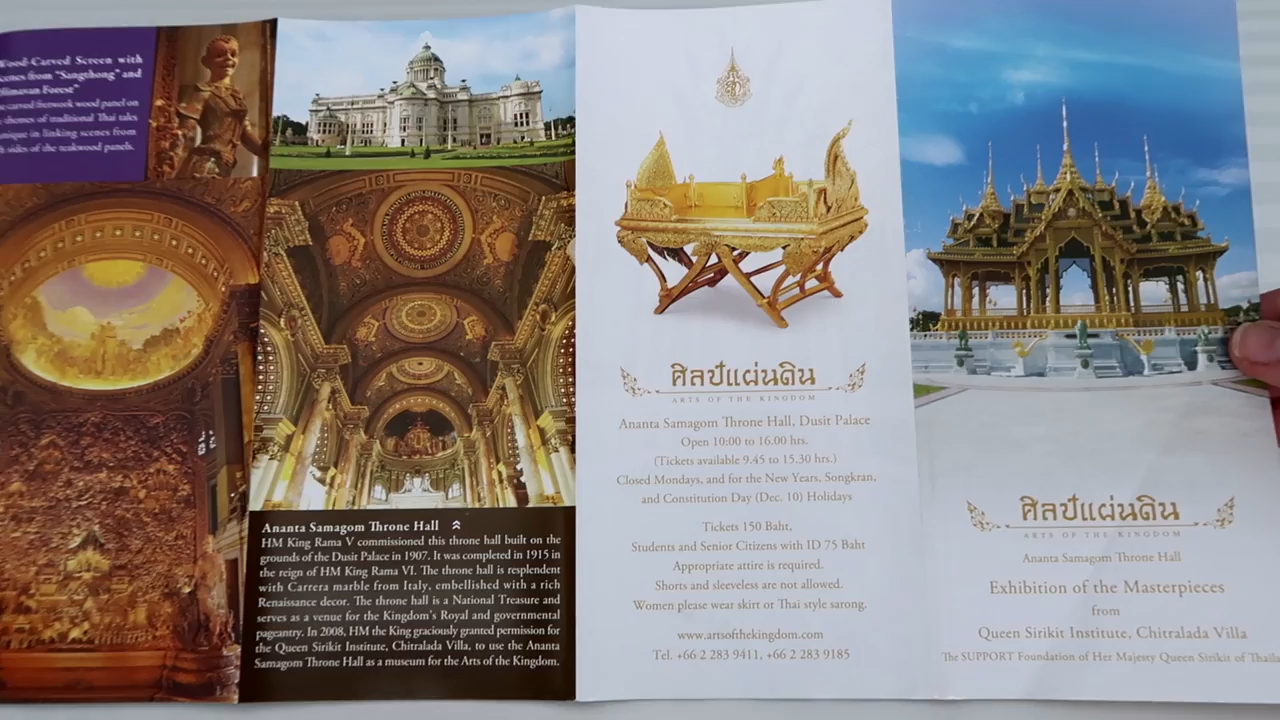 Wood-Carved Screen with
Scenes from "Sangthong" and
Himavan Forest"
carved fretwork wood panel on
themes of traditional Thai tales
unique in linking scenes from
sides of the teakwood panels.
Ananta Samagom Throne Hall
HM King Rama V commissioned this throne hall built on the
grounds of the Dusit Palace in 1907. It was completed in 1915 in
the reign of HM King Rama VI. The throne hall is resplendent
with Carrera marble from Italy, embellished with a rich
Renaissance decor. The throne hall is a National Treasure and
serves as a venue for the Kingdom's Royal and governmental
pageantry. In 2008, HM the King graciously granted permission for
the Queen Sirikit Institute, Chitralada Villa, to use the Ananta
Samagom Throne Hall as a museum for the Arts of the Kingdom.
ศิลป์แผ่นดิน
ARTS OF THE KINGDOM
Ananta Samagom Throne Hall, Dusit Palace
Open 10:00 to 16.00 hrs.
(Tickets available 9.45 to 15.30 hrs.)
Closed Mondays, and for the New Years, Songkran,
and Constitution Day (Dec. 10) Holidays
Tickets 150 Baht,
Students and Senior Citizens with ID 75 Baht
Appropriate attire is required.
Shorts and sleeveless are not allowed.
Women please wear skirt or Thai style sarong.
www.artsofthekingdom.com
Tel. +66 2 283 9411, +66 2 283 9185
ศิลป์แผ่นดิน
ARTS OF THE KINGDOM
Ananta Samagom Throne Hall
Exhibition of the Masterpieces
from
Queen Sirikit Institute, Chitralada Villa
The SUPPORT Foundation of Her Majesty Queen Sirikit of Thaila